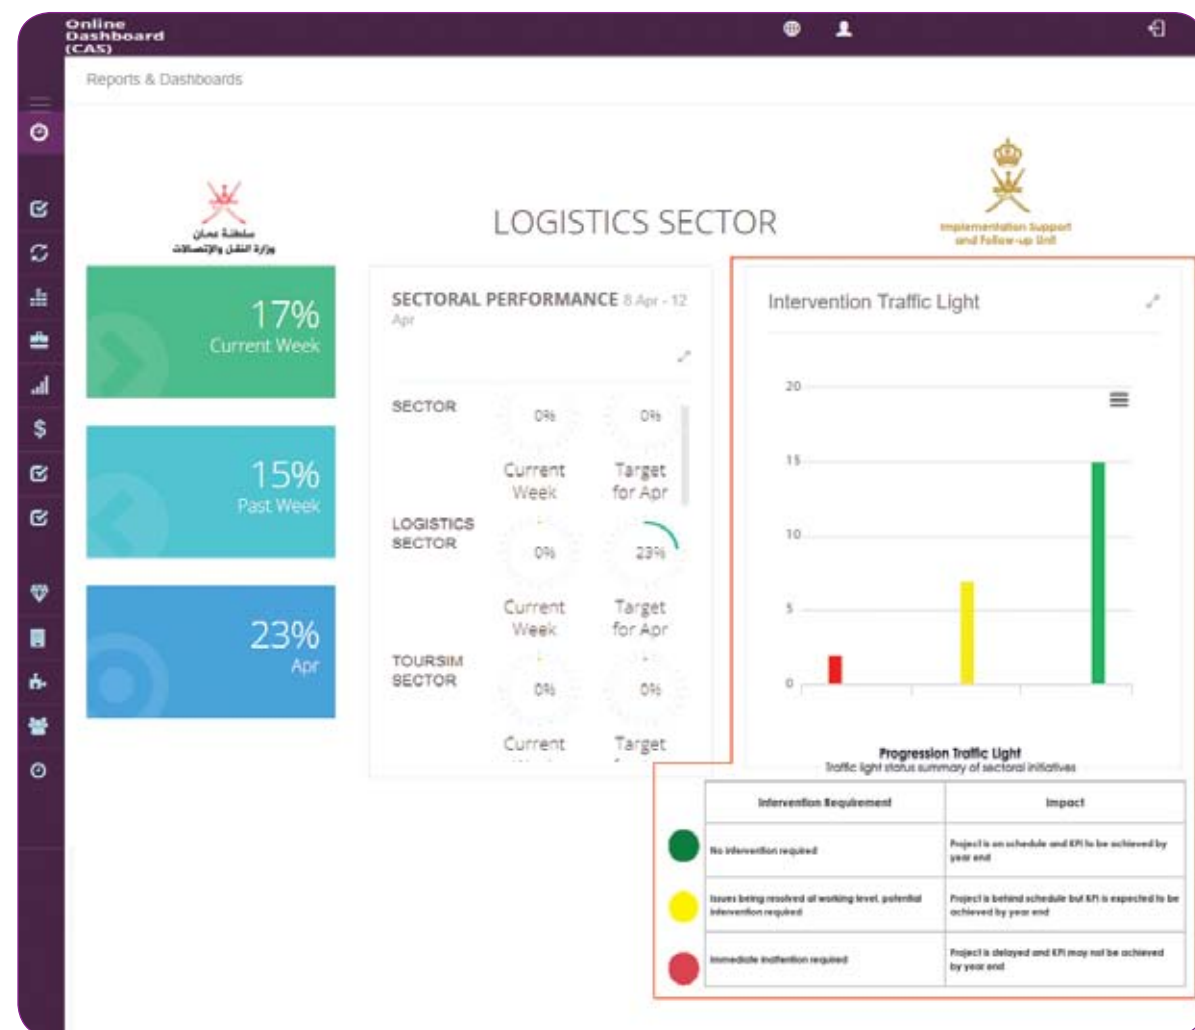 Online
Dashboard
(CAS)
Reports & Dashboards
سلطنة عمان
وزارة النقل والإتصالات
LOGISTICS SECTOR
Implementation Support
and Follow-up Unit
17%
Current Week
15%
Past Week
23%
Apr
SECTORAL PERFORMANCE 8 Apr - 12
Apr
SECTOR
0% 0%
Current Target
Week for Apr
LOGISTICS
SECTOR
0% 23%
Current Target
Week for Apr
TOURSIM
SECTOR
0% 0%
Current Target
Intervention Traffic Light
20
15
10
5
0
Progression Traffic Light
Traffic light status summary of sectoral initiatives
Intervention Requirement Impact
No intervention required
Project is on schedule and KPI to be achieved by
year end
Issues being resolved at working level, potential
intervention required
Project is behind schedule but KPI is expected to be
achieved by year end
Immediate inattention required
Project is delayed and KPI may not be achieved
by year end